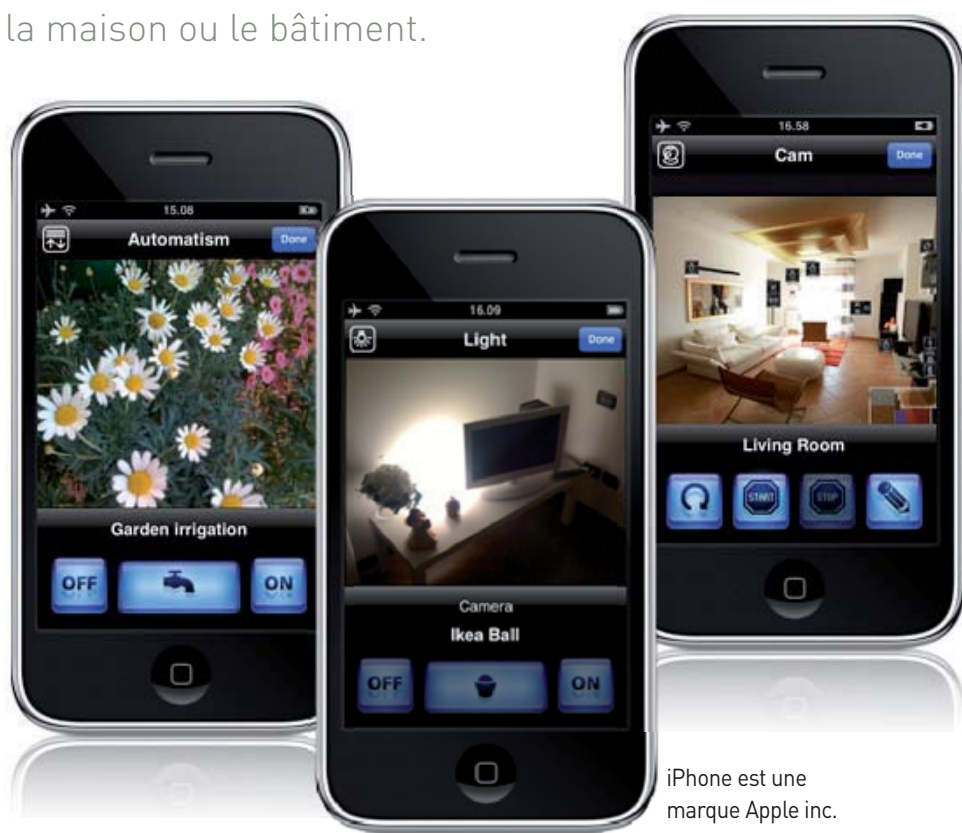 la maison ou le bâtiment.
15.08
Automatism
Done
Garden irrigation
OFF
ON
16.09
Light
Done
Camera
Ikea Ball
OFF
ON
16.58
Cam
Done
Living Room
START
STOP
iPhone est une
marque Apple inc.